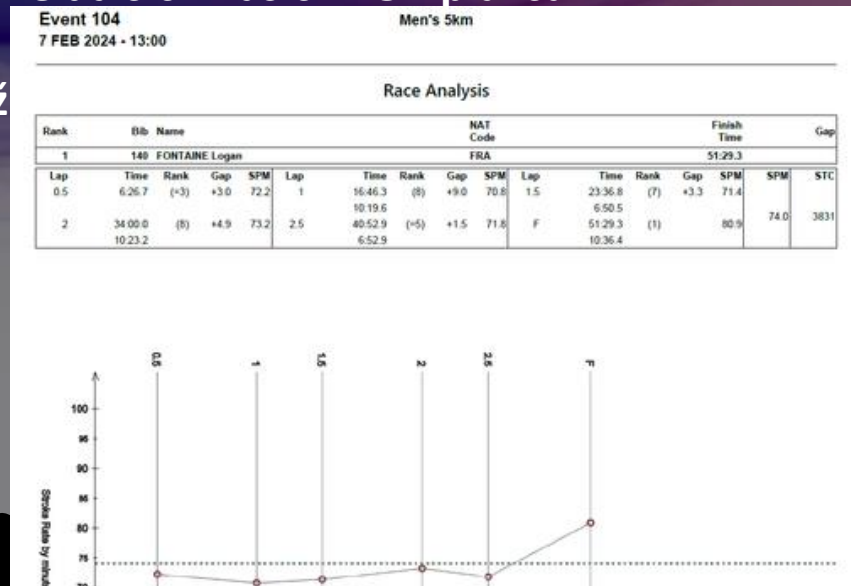 Event 104 Men's 5km
7 FEB 2024 - 13:00
Race Analysis
Rank Bib Name NAT Code Finish Time Gap
1 140 FONTAINE Logan FRA 51:29.3
Lap Time Rank Gap SPM Lap Time Rank Gap SPM Lap Time Rank Gap SPM SPM STC
0.5 6:26.7 (=3) +3.0 72.2 1 16:46.3 (8) +9.0 70.8 1.5 23:36.8 (7) +3.3 71.4
10:19.6 6:50.5
74.0 3831
2 34:00.0 (8) +4.9 73.2 2.5 40:52.9 (=5) +1.5 71.8 F 51:29.3 (1) 80.9
10:23.2 6:52.9 10:36.4
0.5 1 1.5 2 2.5 F
100
95
90
85
80
75
70
Stroke Rate by minute